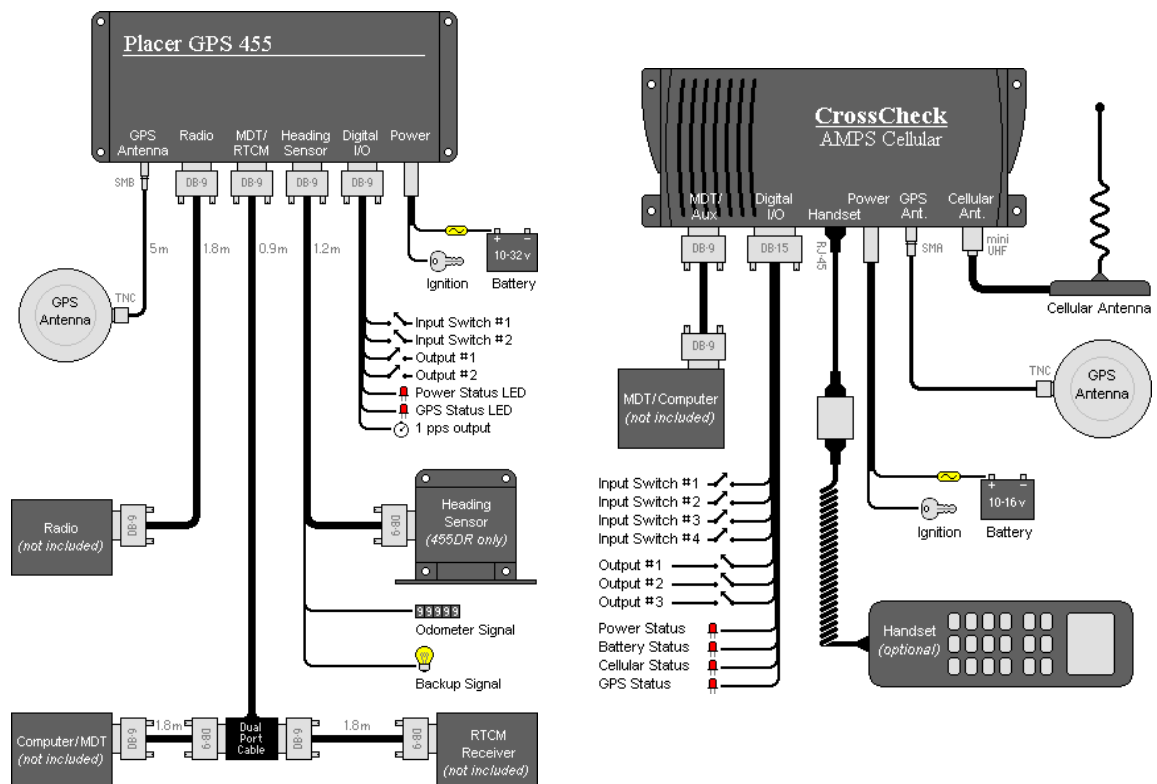 Placer GPS 455
GPS
Antenna
Radio
MDT/
RTCM
Heading
Sensor
Digital
I/O
Power
SMB
DB-9
DB-9
DB-9
DB-9
5m
1.8m
0.9m
1.2m
+ −
10-32 v
Ignition
Battery
TNC
GPS
Antenna
Input Switch #1
Input Switch #2
Output #1
Output #2
Power Status LED
GPS Status LED
1 pps output
Radio
(not included)
DB-9
DB-9
Heading
Sensor
(455DR only)
99999
Odometer Signal
Backup Signal
Computer/MDT
(not included)
DB-9
1.8m
DB-9
Dual
Port
Cable
DB-9
1.8m
DB-9
RTCM
Receiver
(not included)
CrossCheck
AMPS Cellular
MDT/
Aux
Digital
I/O
Handset
Power
GPS
Ant.
Cellular
Ant.
DB-9
DB-15
RJ-45
SMA
mini
UHF
Cellular Antenna
DB-9
MDT/Computer
(not included)
TNC
GPS
Antenna
Input Switch #1
Input Switch #2
Input Switch #3
Input Switch #4
+ −
10-16 v
Ignition
Battery
Output #1
Output #2
Output #3
Power Status
Battery Status
Cellular Status
GPS Status
Handset
(optional)